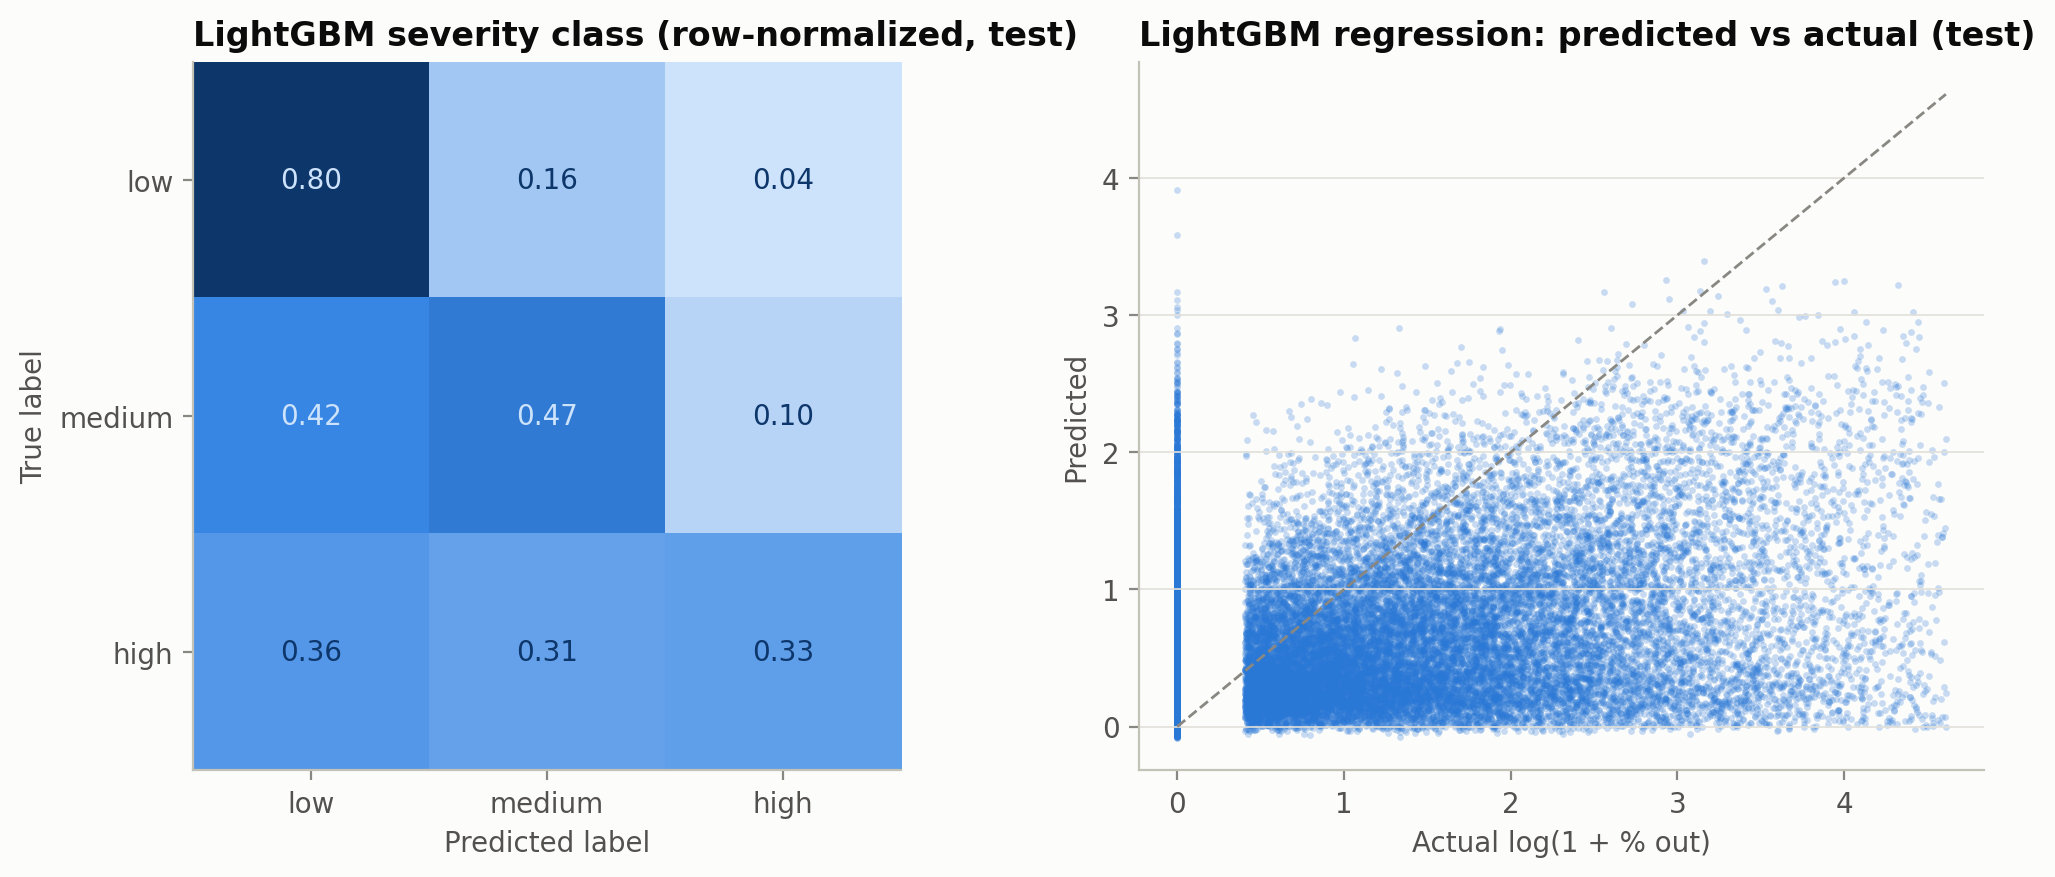 LightGBM severity class (row-normalized, test)
True label
low
medium
high
0.80 0.16 0.04
0.42 0.47 0.10
0.36 0.31 0.33
low medium high
Predicted label
LightGBM regression: predicted vs actual (test)
Predicted
4
3
2
1
0
0 1 2 3 4
Actual log(1 + % out)